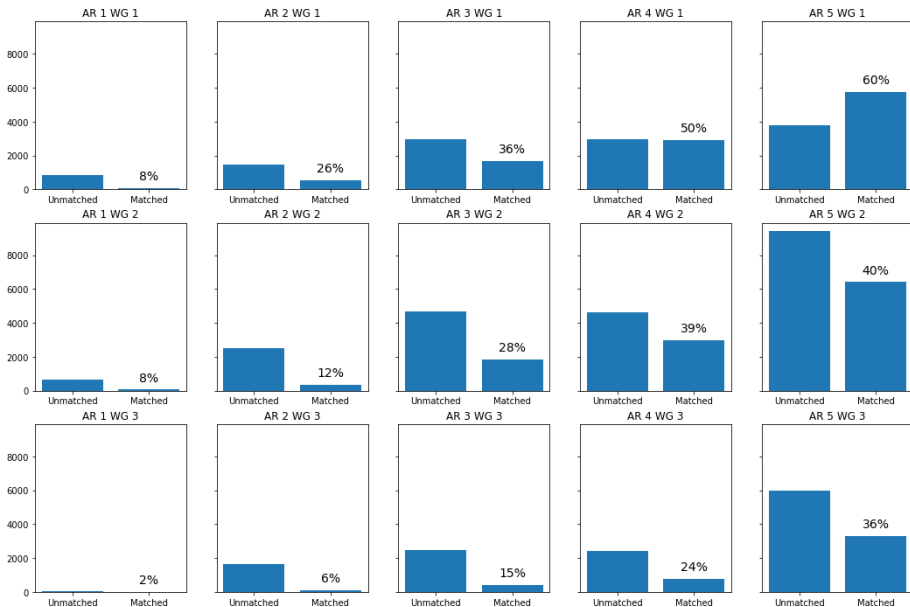 AR 1 WG 1 AR 2 WG 1 AR 3 WG 1 AR 4 WG 1 AR 5 WG 1
8000
6000 60%
4000 50%
36%
2000 8% 26%
0
Unmatched Matched Unmatched Matched Unmatched Matched Unmatched Matched Unmatched Matched
AR 1 WG 2 AR 2 WG 2 AR 3 WG 2 AR 4 WG 2 AR 5 WG 2
8000
6000 40%
4000 39%
2000 28%
8% 12%
0
Unmatched Matched Unmatched Matched Unmatched Matched Unmatched Matched Unmatched Matched
AR 1 WG 3 AR 2 WG 3 AR 3 WG 3 AR 4 WG 3 AR 5 WG 3
8000
6000
4000 36%
2000 24%
2% 6% 15%
0
Unmatched Matched Unmatched Matched Unmatched Matched Unmatched Matched Unmatched Matched